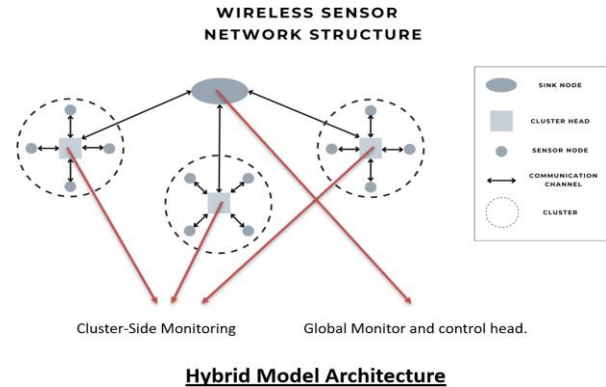 WIRELESS SENSOR
NETWORK STRUCTURE
SINK NODE
CLUSTER HEAD
SENSOR NODE
COMMUNICATION
CHANNEL
CLUSTER
Cluster-Side Monitoring
Global Monitor and control head.
Hybrid Model Architecture